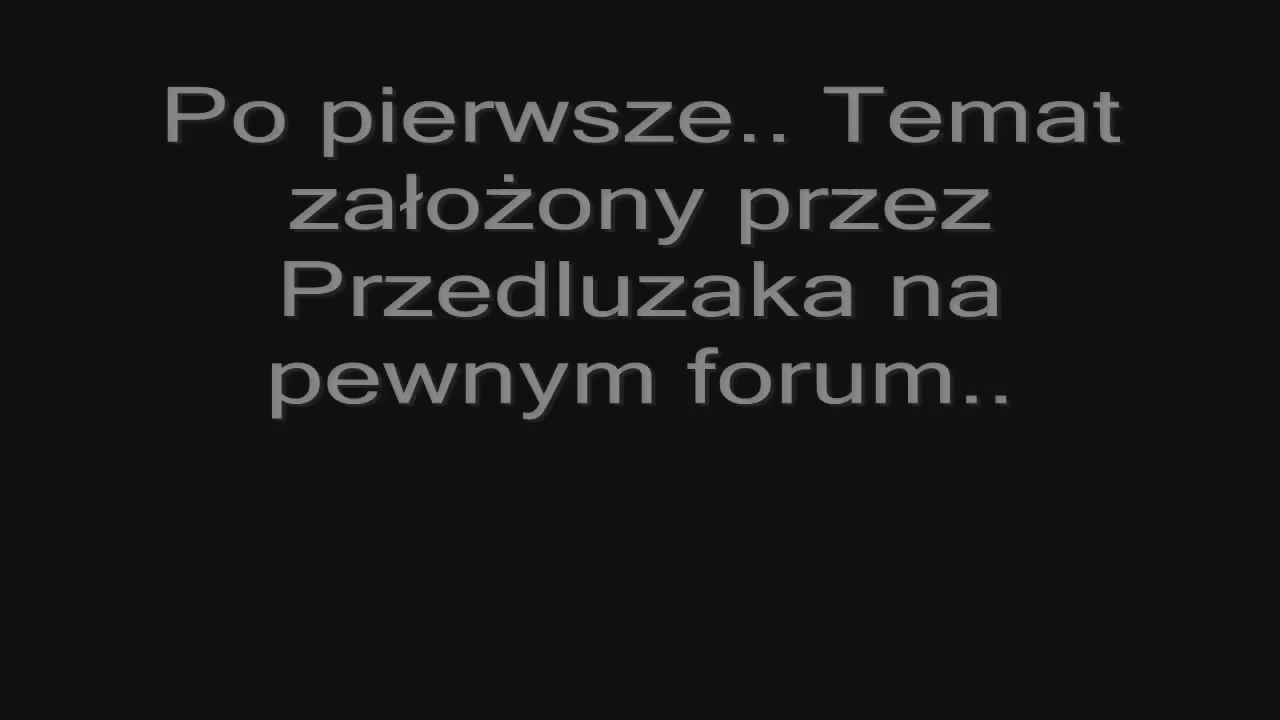 Po pierwsze.. Temat
założony przez
Przedluzaka na
pewnym forum..